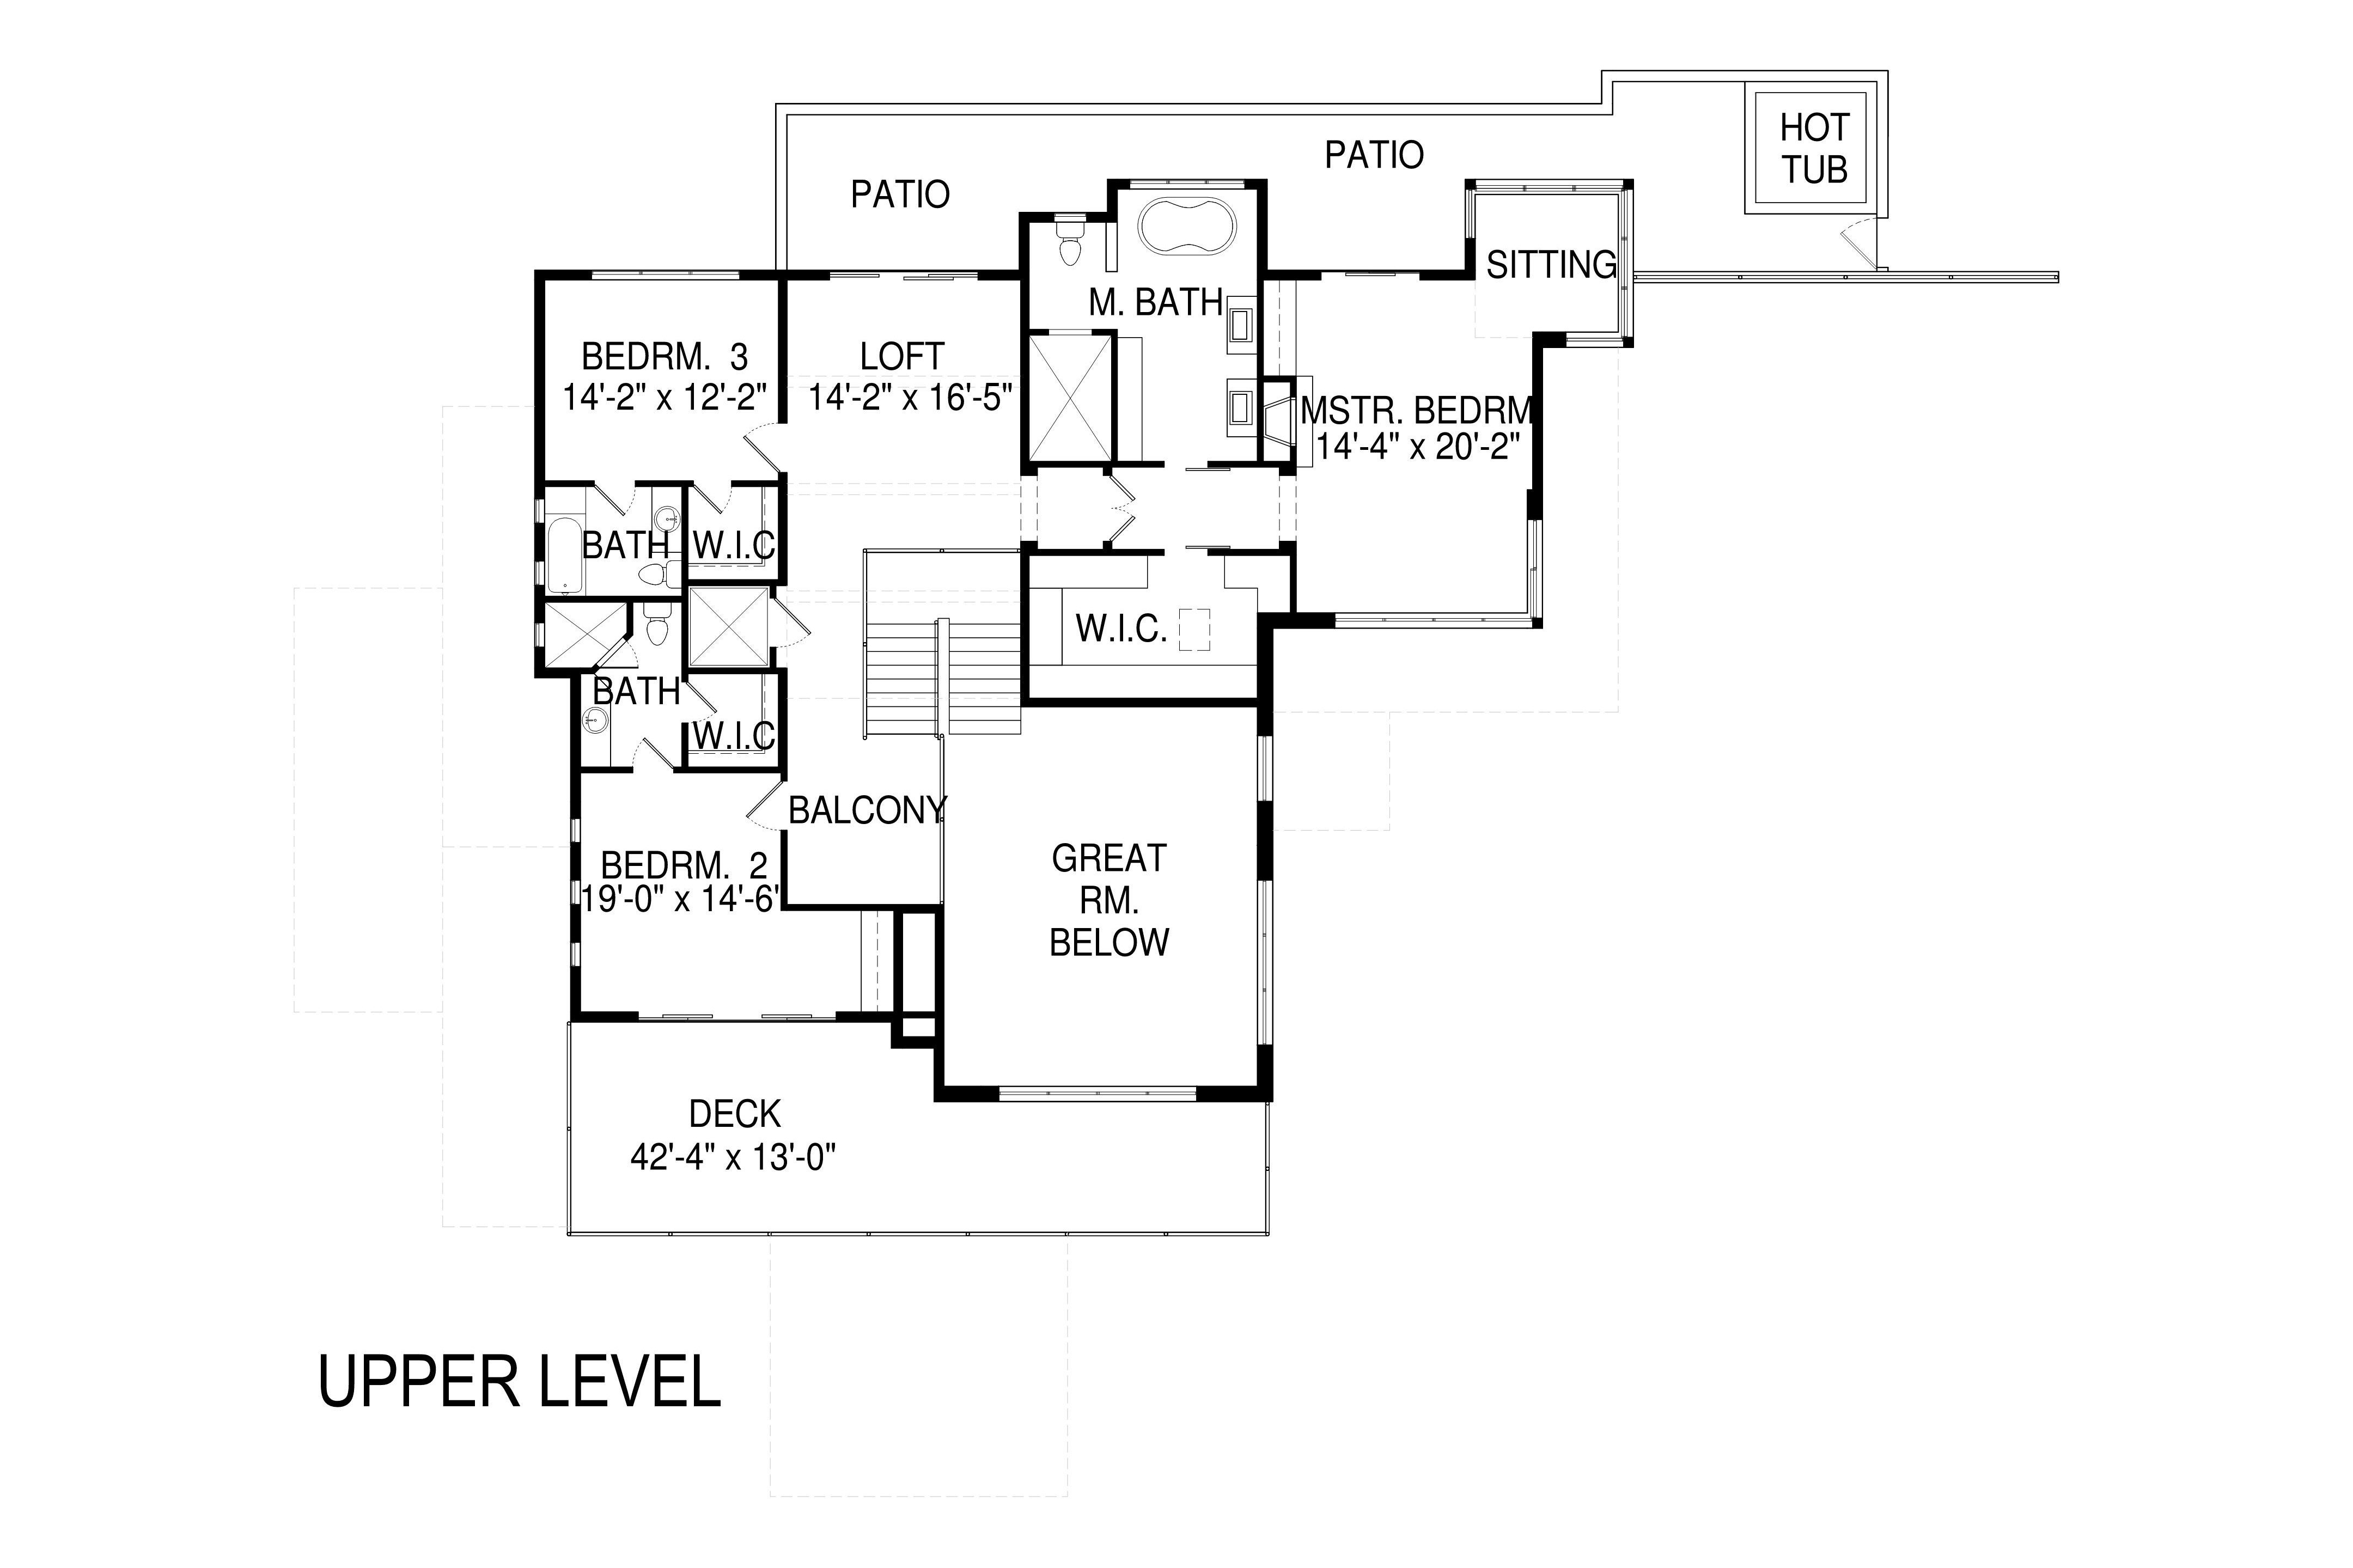 HOT
TUB
PATIO
PATIO
SITTING
M. BATH
BEDRM. 3
14'-2" x 12'-2"
LOFT
14'-2" x 16'-5"
MSTR. BEDRM
14'-4" x 20'-2"
BATH
W.I.C
W.I.C.
BATH
W.I.C
BALCONY
BEDRM. 2
19'-0" x 14'-6"
GREAT
RM.
BELOW
DECK
42'-4" x 13'-0"
UPPER LEVEL